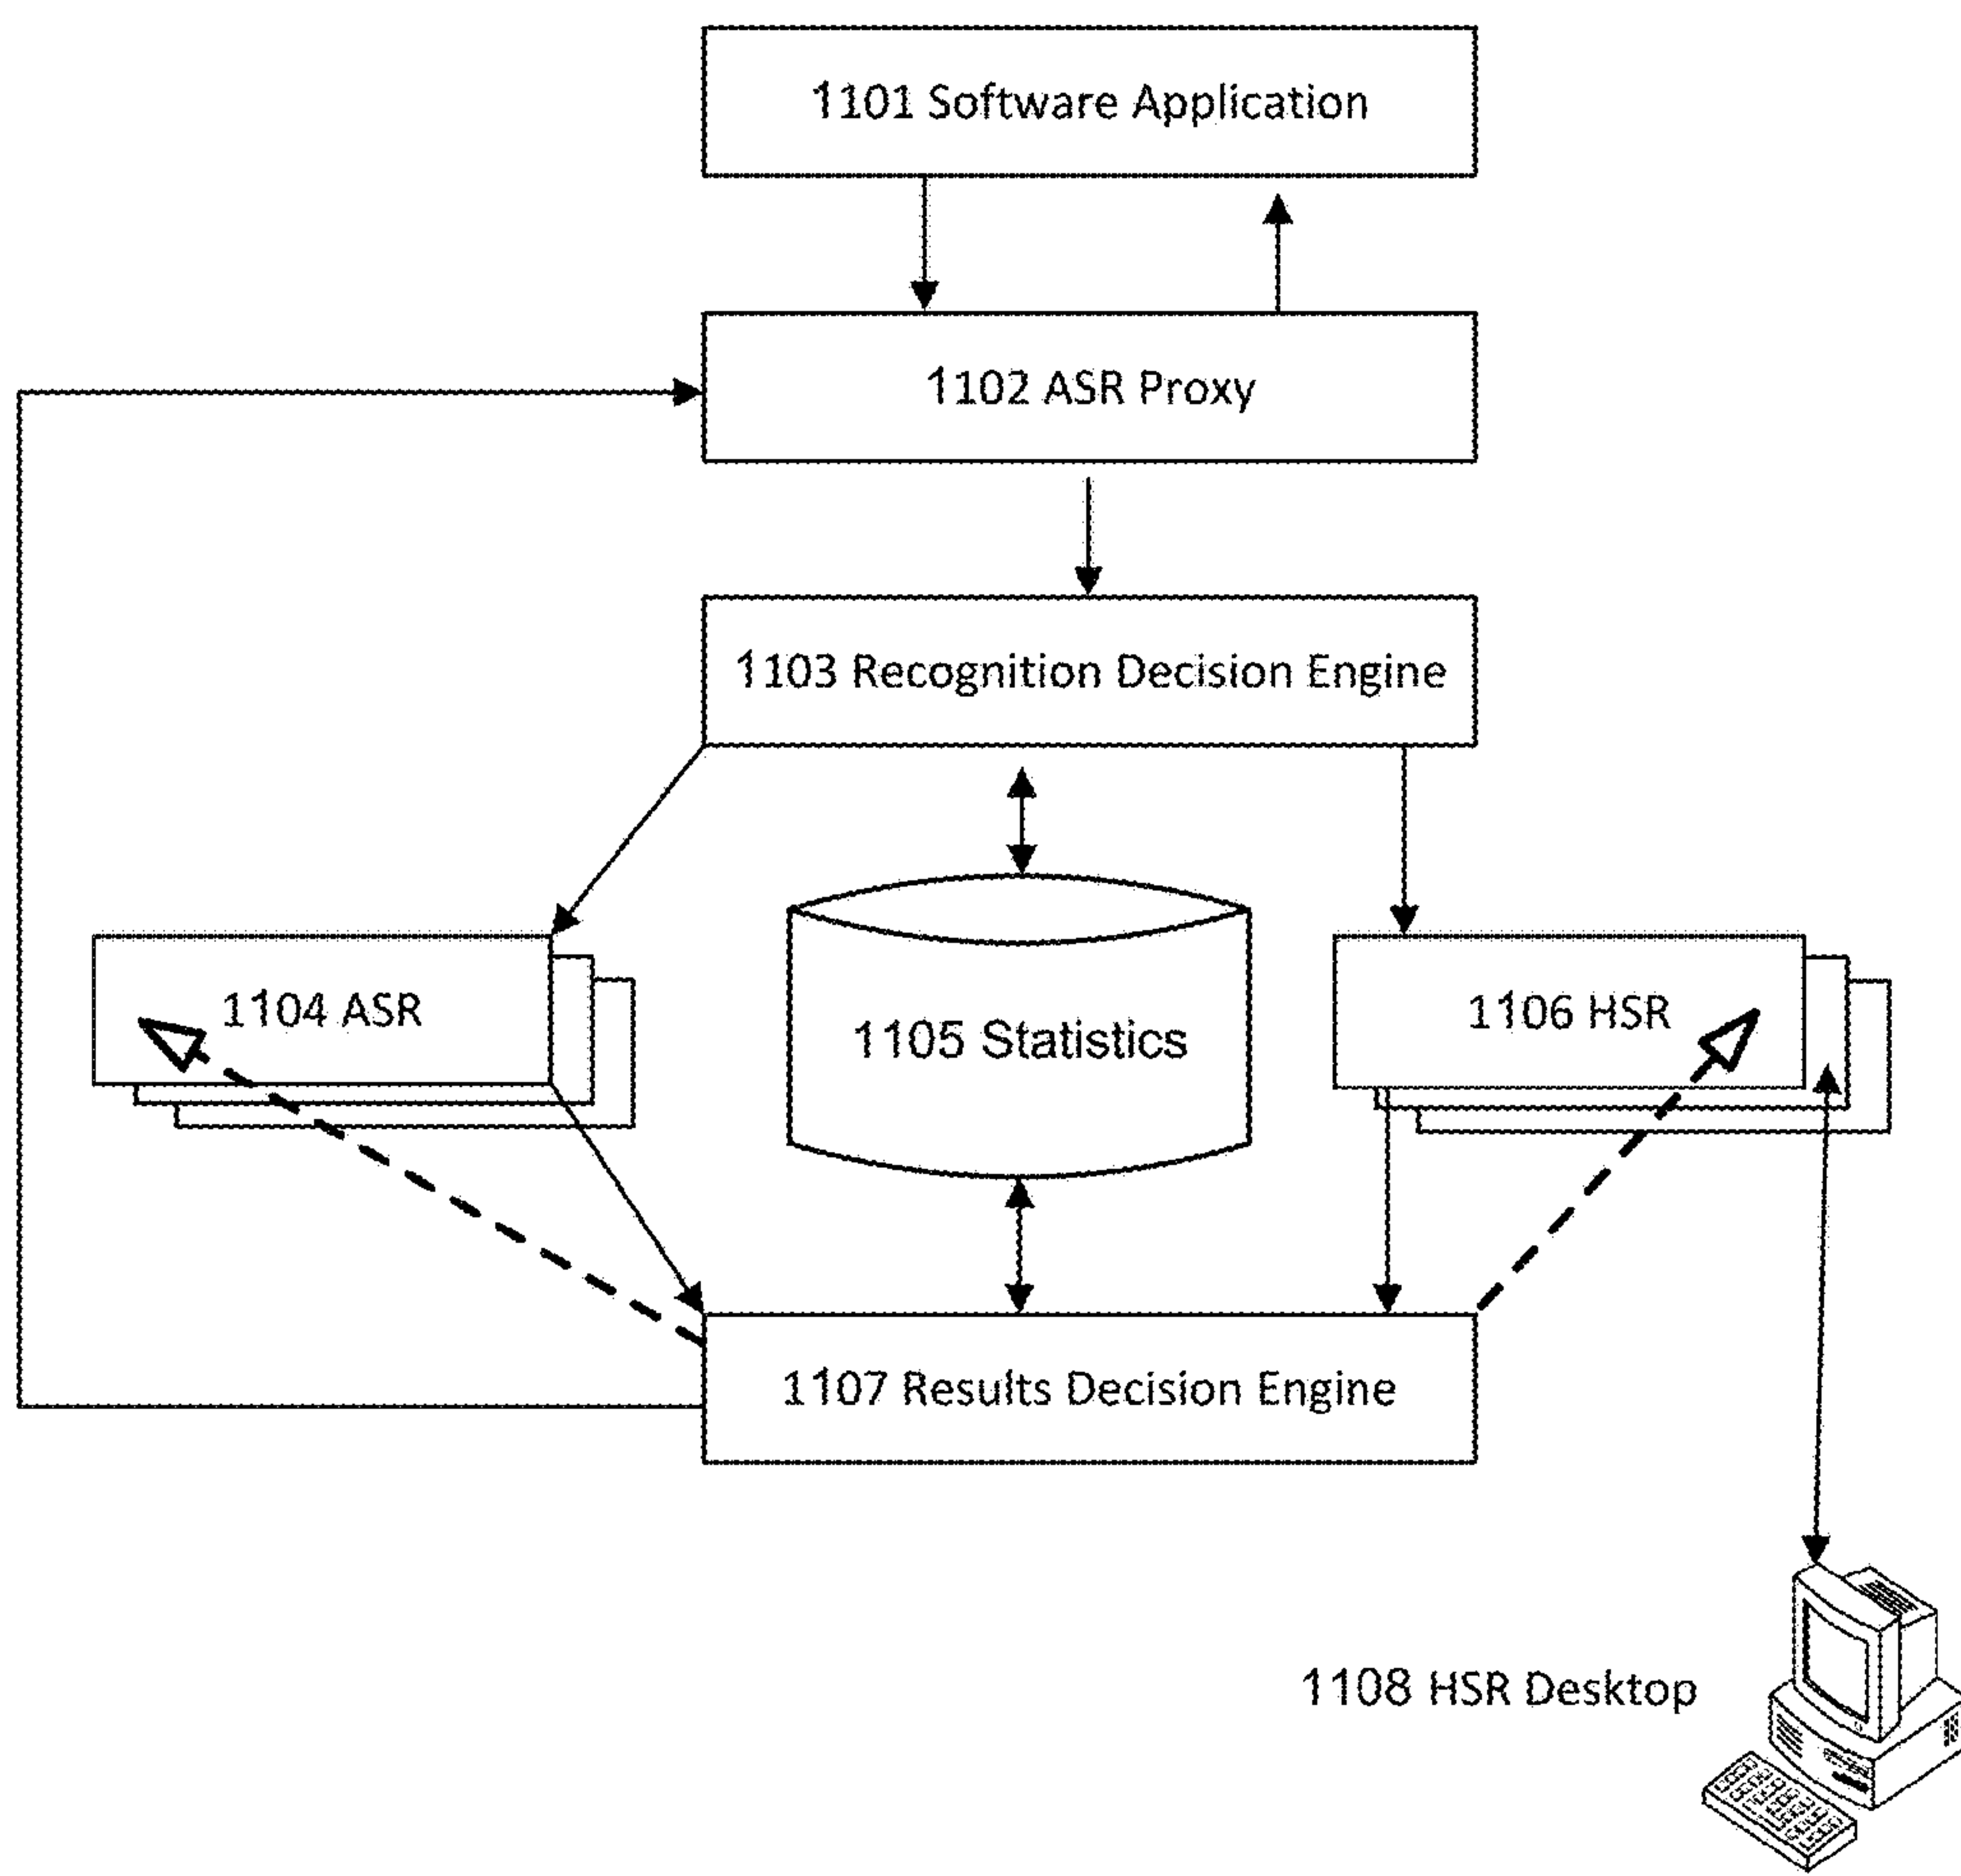 1101 Software Application
1102 ASR Proxy
1103 Recognition Decision Engine
1104 ASR
1105 Statistics
1106 HSR
1107 Results Decision Engine
1108 HSR Desktop